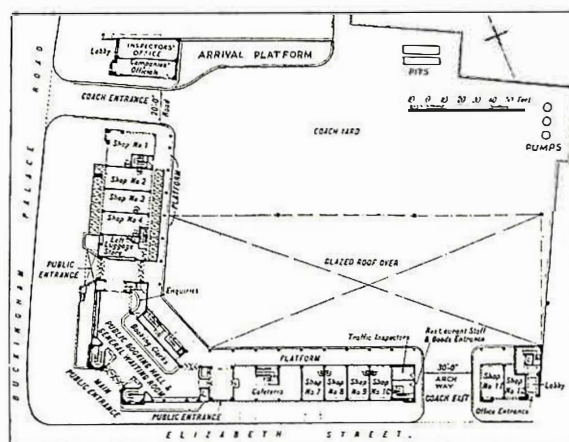 INSPECTORS'
OFFICE
Lobby
Companies'
Officials
ARRIVAL PLATFORM
PITS
COACH ENTRANCE
20'-0"
Road
COACH YARD
PUMPS
BUCKINGHAM PALACE ROAD
Shop No 1
Shop No 2
Shop No 3
Shop No 4
PLATFORM
Left
Luggage
Store
PUBLIC
ENTRANCE
Enquiries
GLAZED ROOF OVER
PUBLIC BOOKING HALL &
GENERAL WAITING ROOM
Booking Clerks
MAIN
PUBLIC ENTRANCE
PUBLIC ENTRANCE
PLATFORM
Traffic Inspectors
Restaurant Staff
& Goods Entrance
Cafeteria
Shop
No 7
Shop
No 8
Shop
No 9
Shop
No 10
30'-0"
ARCH
WAY
COACH EXIT
Shop
No 11
Shop
Lobby
Office Entrance
ELIZABETH STREET.